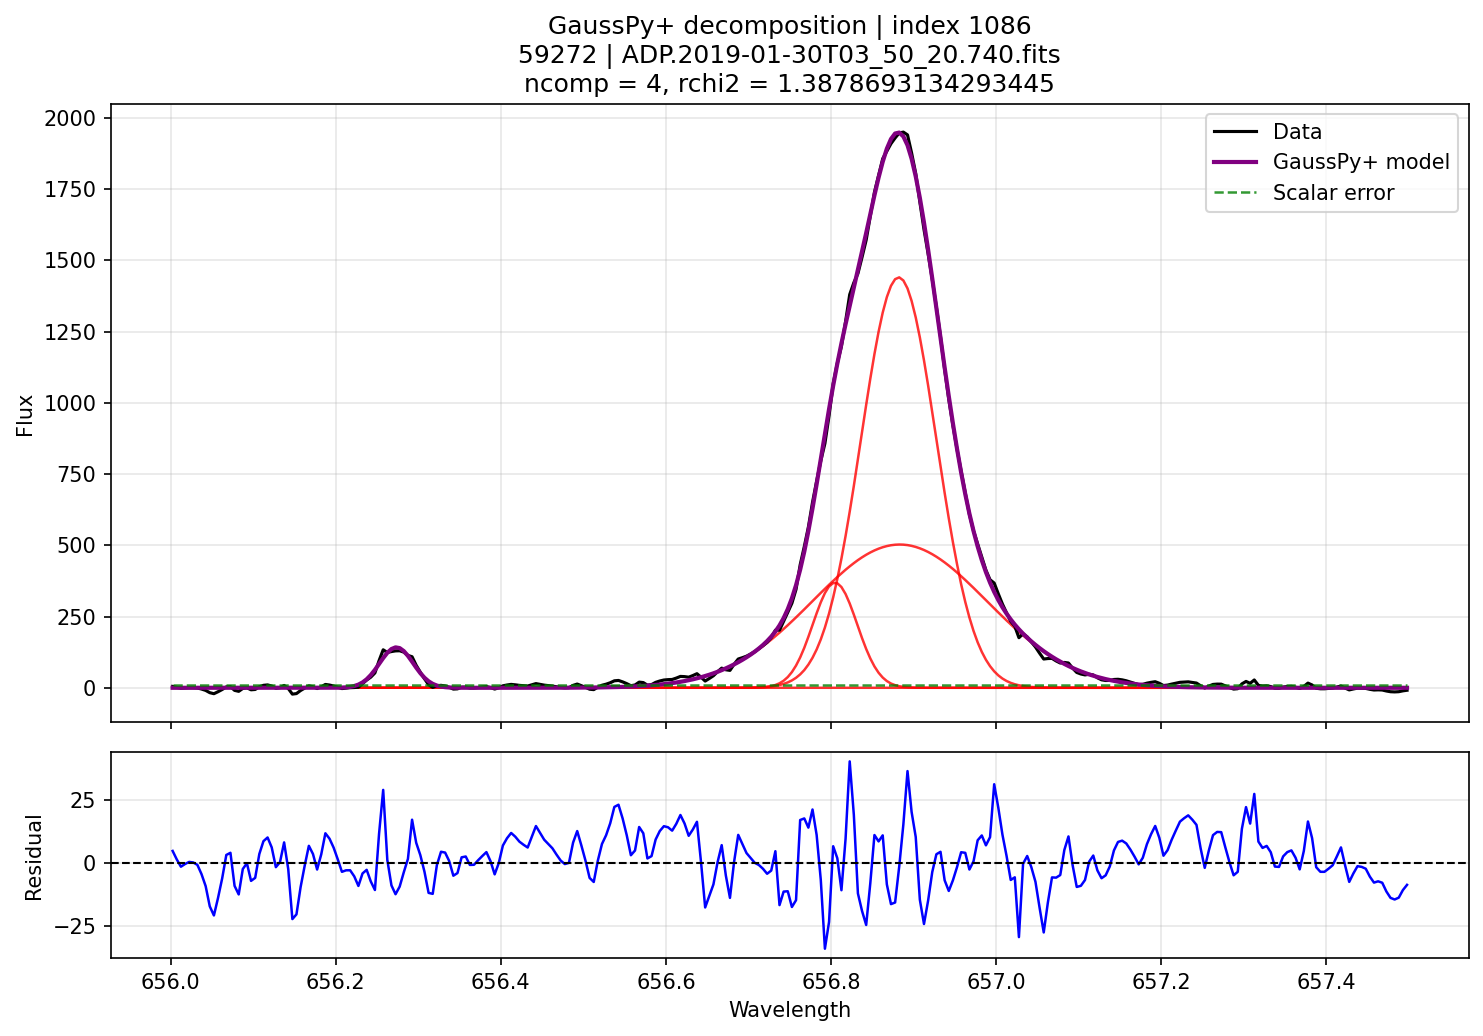 GaussPy+ decomposition | index 1086
59272 | ADP.2019-01-30T03_50_20.740.fits
ncomp = 4, rchi2 = 1.3878693134293445
Data
GaussPy+ model
Scalar error
Flux
2000
1750
1500
1250
1000
750
500
250
0
Residual
25
0
−25
656.0 656.2 656.4 656.6 656.8 657.0 657.2 657.4
Wavelength